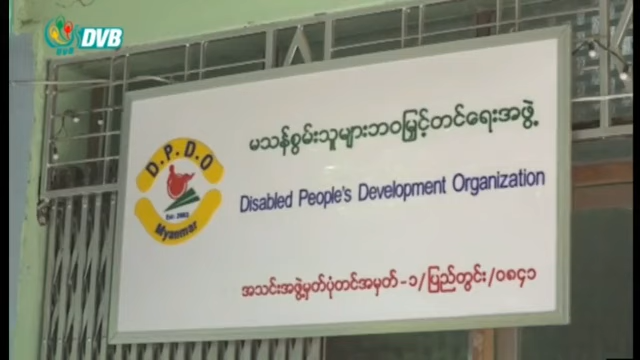 DVB
မသန်စွမ်းသူများဘဝမြှင့်တင်ရေးအဖွဲ့
D.P.D.O
Est. 2003
Myanmar
Disabled People's Development Organization
အသင်းအဖွဲ့မှတ်ပုံတင်အမှတ်-၁/ပြည်တွင်း/၀၈၄၁